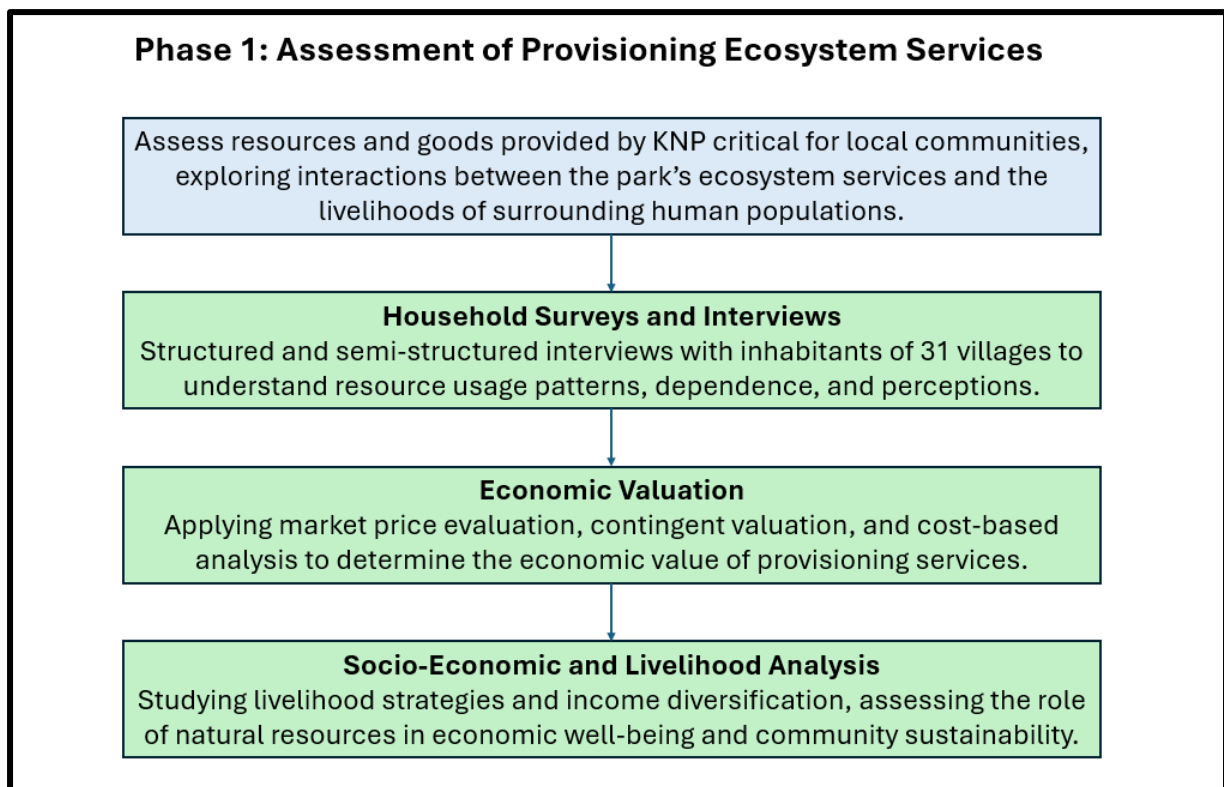 Phase 1: Assessment of Provisioning Ecosystem Services
Assess resources and goods provided by KNP critical for local communities,
exploring interactions between the park's ecosystem services and the
livelihoods of surrounding human populations.
Household Surveys and Interviews
Structured and semi-structured interviews with inhabitants of 31 villages to
understand resource usage patterns, dependence, and perceptions.
Economic Valuation
Applying market price evaluation, contingent valuation, and cost-based
analysis to determine the economic value of provisioning services.
Socio-Economic and Livelihood Analysis
Studying livelihood strategies and income diversification, assessing the role
of natural resources in economic well-being and community sustainability.